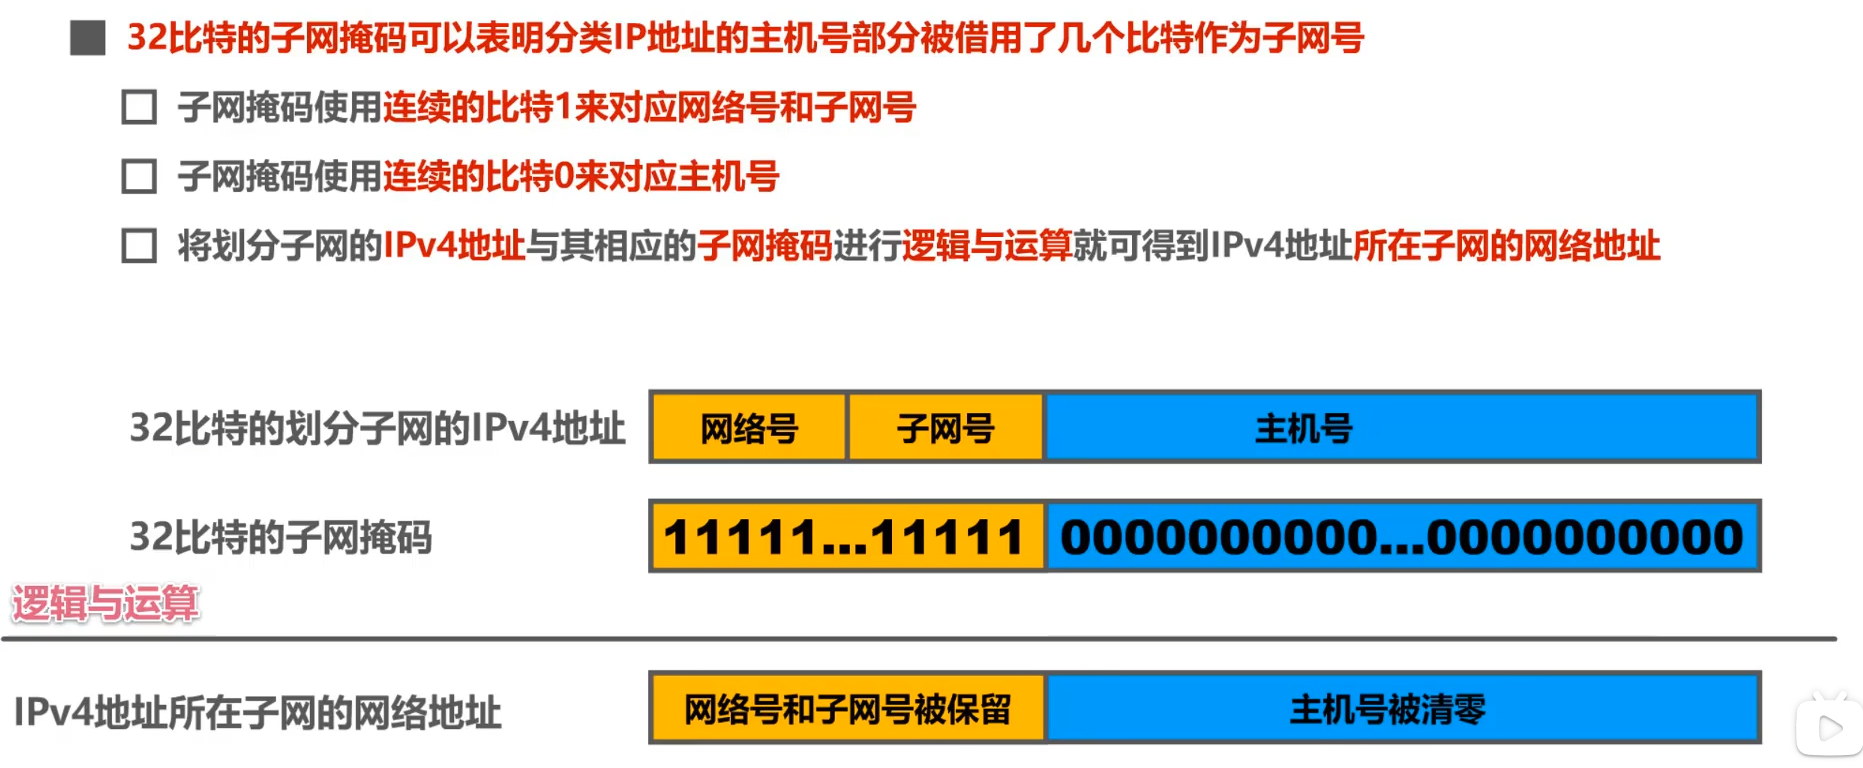 32比特的子网掩码可以表明分类IP地址的主机号部分被借用了几个比特作为子网号
子网掩码使用连续的比特1来对应网络号和子网号
子网掩码使用连续的比特0来对应主机号
将划分子网的IPv4地址与其相应的子网掩码进行逻辑与运算就可得到IPv4地址所在子网的网络地址
32比特的划分子网的IPv4地址 网络号 子网号 主机号
32比特的子网掩码 11111...11111 0000000000...0000000000
逻辑与运算
IPv4地址所在子网的网络地址 网络号和子网号被保留 主机号被清零